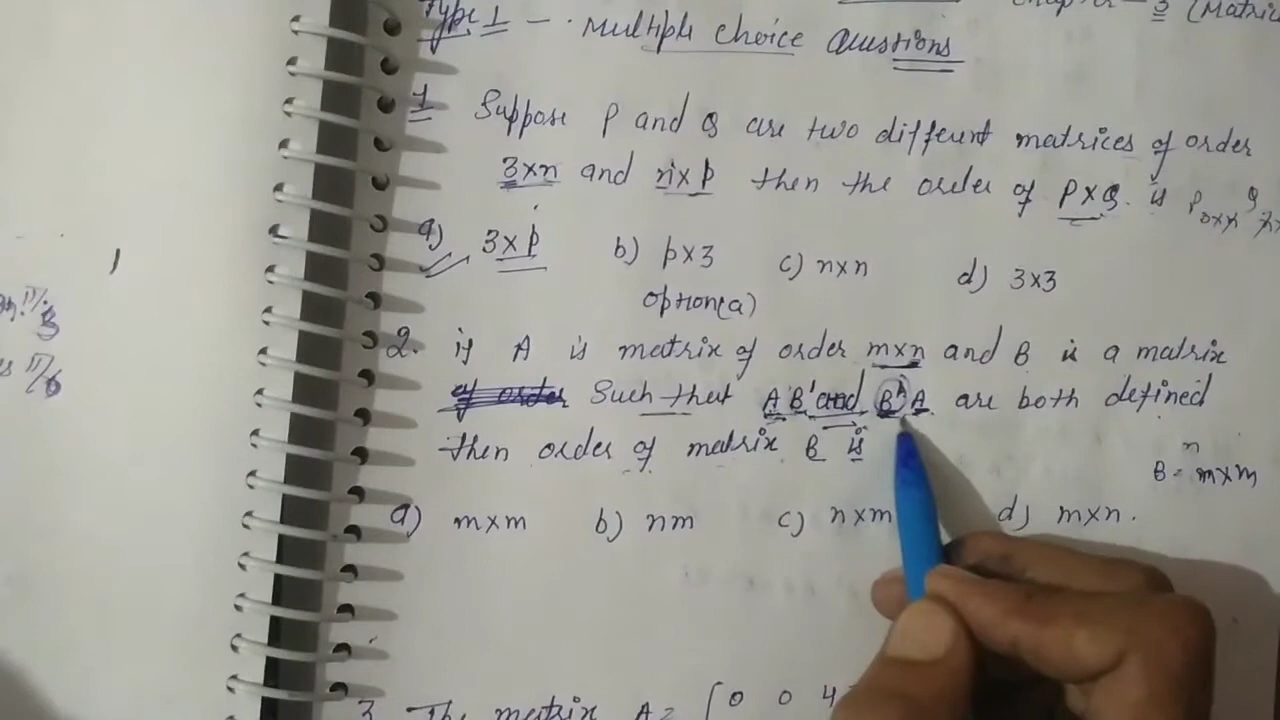 Type 1 - Multiple Choice Questions
1 Suppose P and Q are two different matrices of order
3×n and n×p then the order of P×Q is
a) 3×p b) p×3 c) n×n d) 3×3
option(a)
2. if A is matrix of order m×n and B is a matrix
of order Such that AB' and B'A are both defined
then order of matrix B is
n
B = m×m
a) m×m b) nm c) n×m d) m×n.
3 The matrix A = [0 0 4